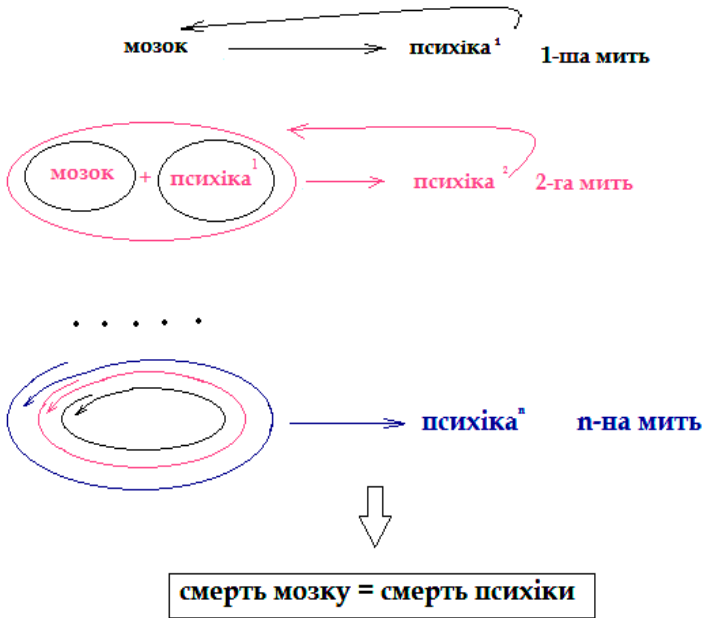 мозок психіка¹ 1-ша мить
мозок + психіка¹ психіка² 2-га мить
психікаⁿ n-на мить
смерть мозку = смерть психіки